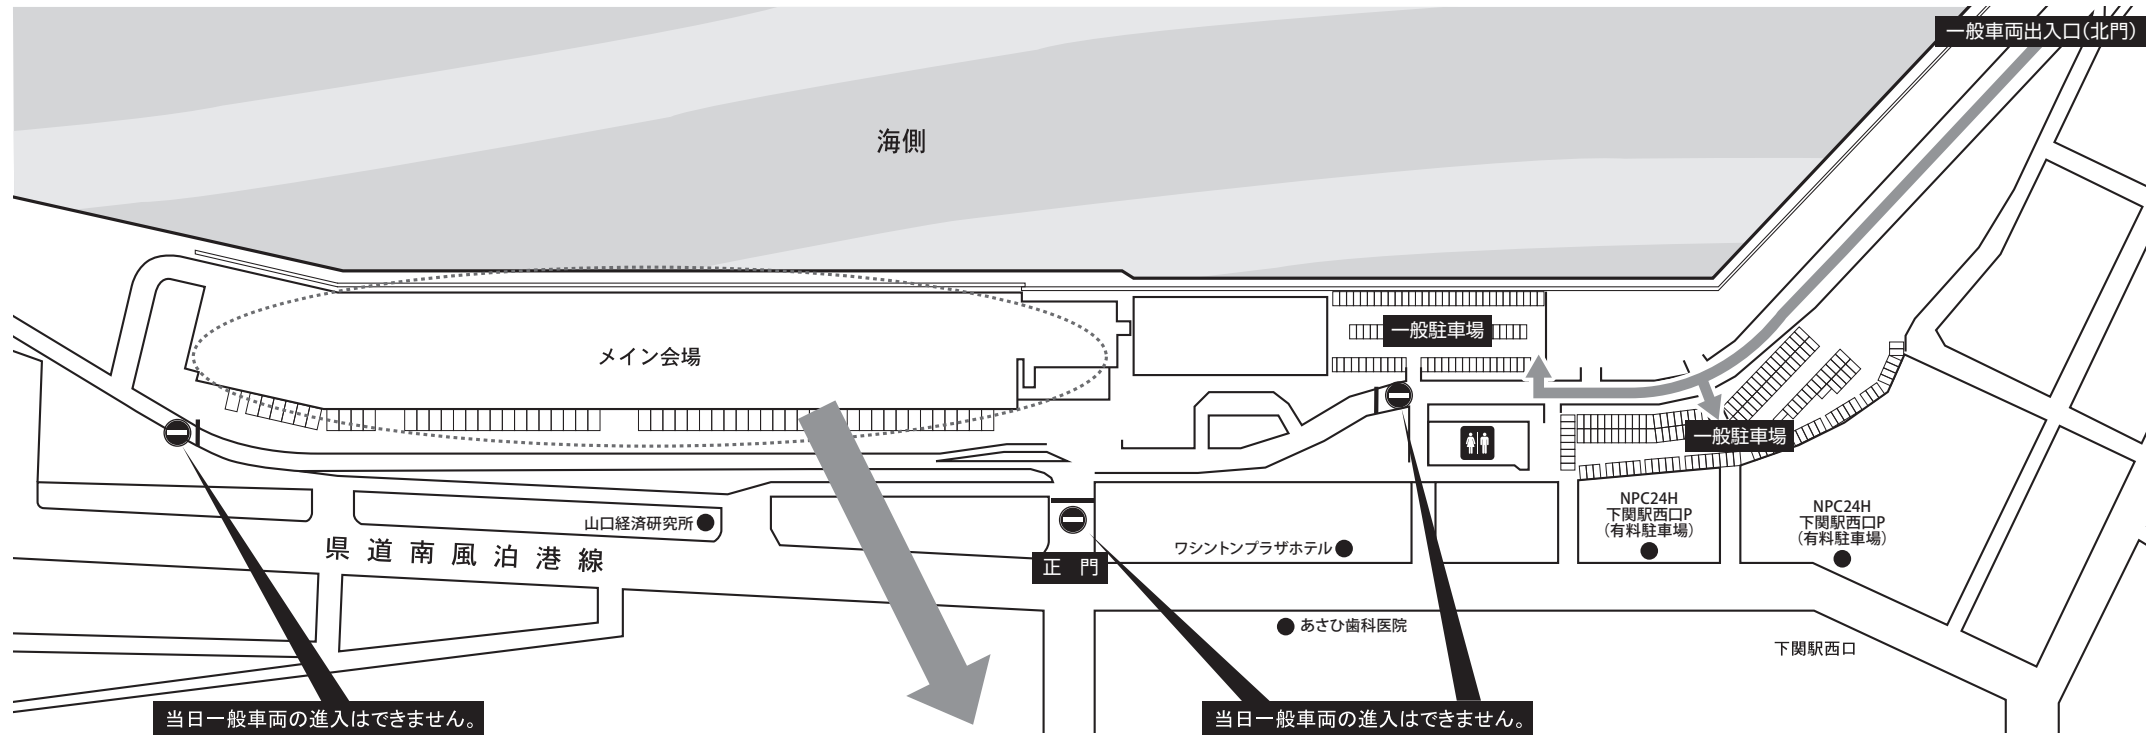 一般車両出入口(北門)
海側
一般駐車場
メイン会場
一般駐車場
NPC24H
下関駅西口P
(有料駐車場)
NPC24H
下関駅西口P
(有料駐車場)
山口経済研究所
県道南風泊港線
ワシントンプラザホテル
正　門
あさひ歯科医院
下関駅西口
当日一般車両の進入はできません。
当日一般車両の進入はできません。